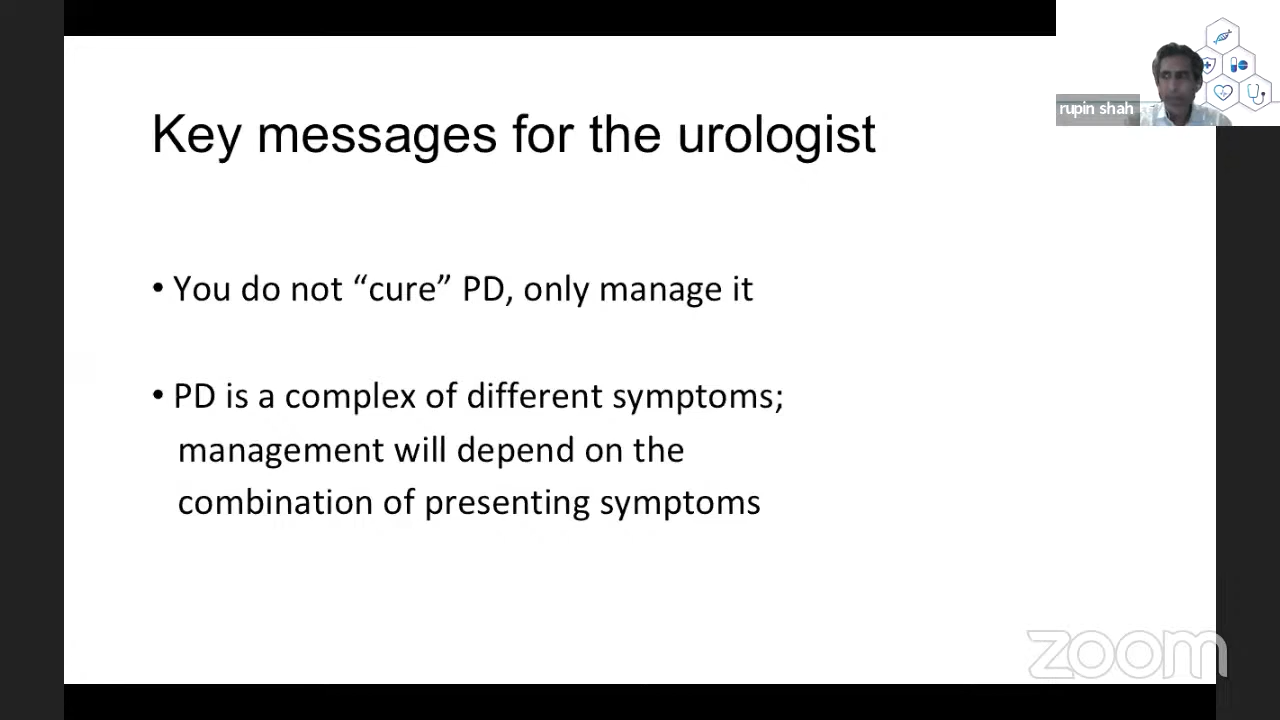 rupin shah
Key messages for the urologist
• You do not “cure” PD, only manage it
• PD is a complex of different symptoms;
management will depend on the
combination of presenting symptoms
zoom